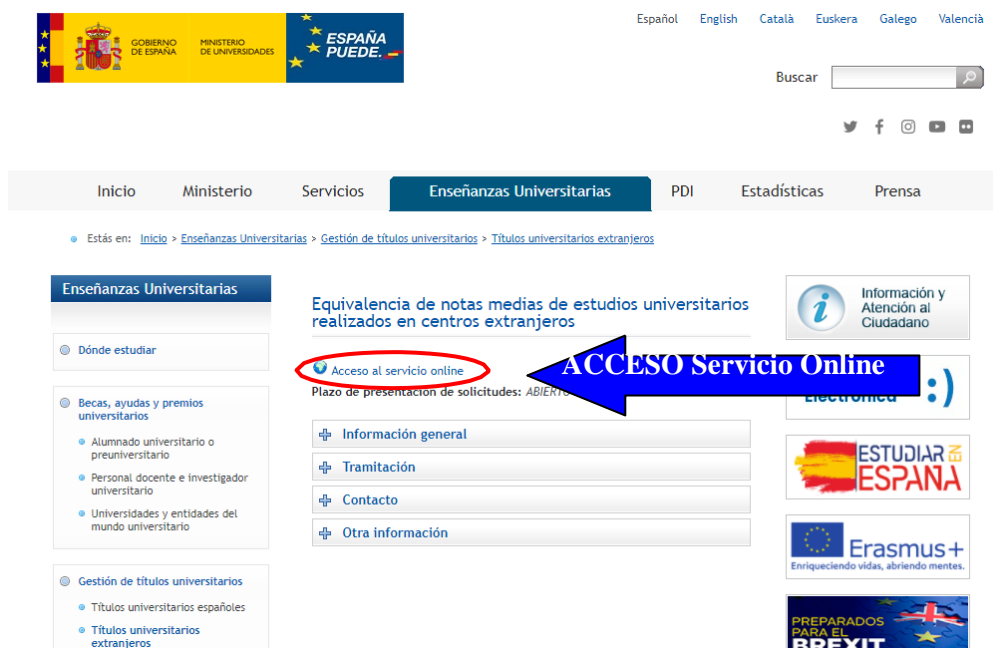 Español English Català Euskera Galego Valencià
GOBIERNO
DE ESPAÑA
MINISTERIO
DE UNIVERSIDADES
ESPAÑA
PUEDE.
Buscar
Inicio Ministerio Servicios Enseñanzas Universitarias PDI Estadísticas Prensa
Estás en: Inicio > Enseñanzas Universitarias > Gestión de títulos universitarios > Títulos universitarios extranjeros
Enseñanzas Universitarias
Dónde estudiar
Becas, ayudas y premios
universitarios
Alumnado universitario o
preuniversitario
Personal docente e investigador
universitario
Universidades y entidades del
mundo universitario
Gestión de títulos universitarios
Títulos universitarios españoles
Títulos universitarios
extranjeros
Equivalencia de notas medias de estudios universitarios
realizados en centros extranjeros
Acceso al servicio online
ACCESO Servicio Online
Plazo de presentación de solicitudes: ABIERTO
Información general
Tramitación
Contacto
Otra información
Información y
Atención al
Ciudadano
:)
ESTUDIAR EN
ESPAÑA
Erasmus+
Enriqueciendo vidas, abriendo mentes.
PREPARADOS
PARA EL
BREXIT